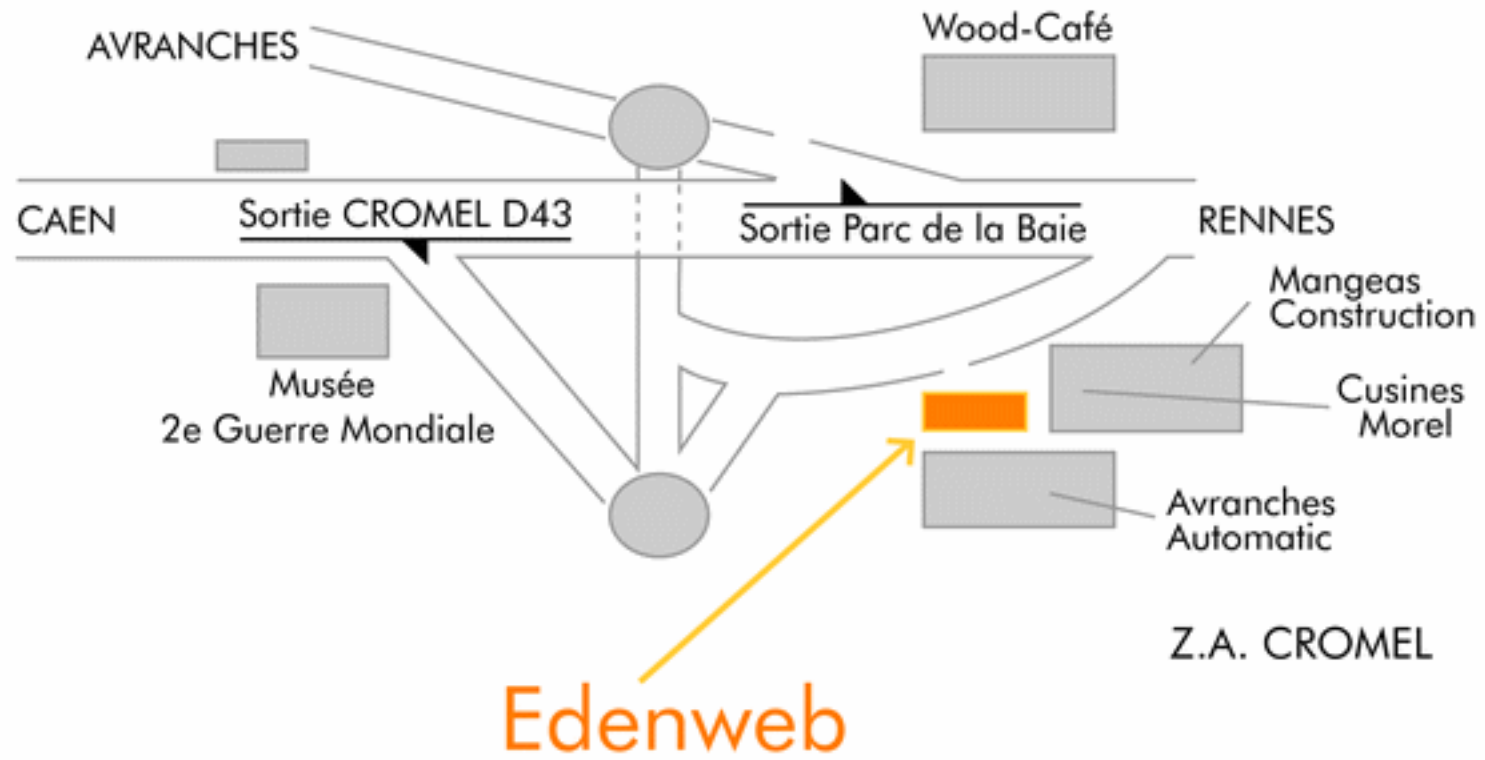 Wood-Café
AVRANCHES
CAEN
Sortie CROMEL D43
Sortie Parc de la Baie
RENNES
Mangeas
Construction
Musée
2e Guerre Mondiale
Cusines
Morel
Avranches
Automatic
Z.A. CROMEL
Edenweb